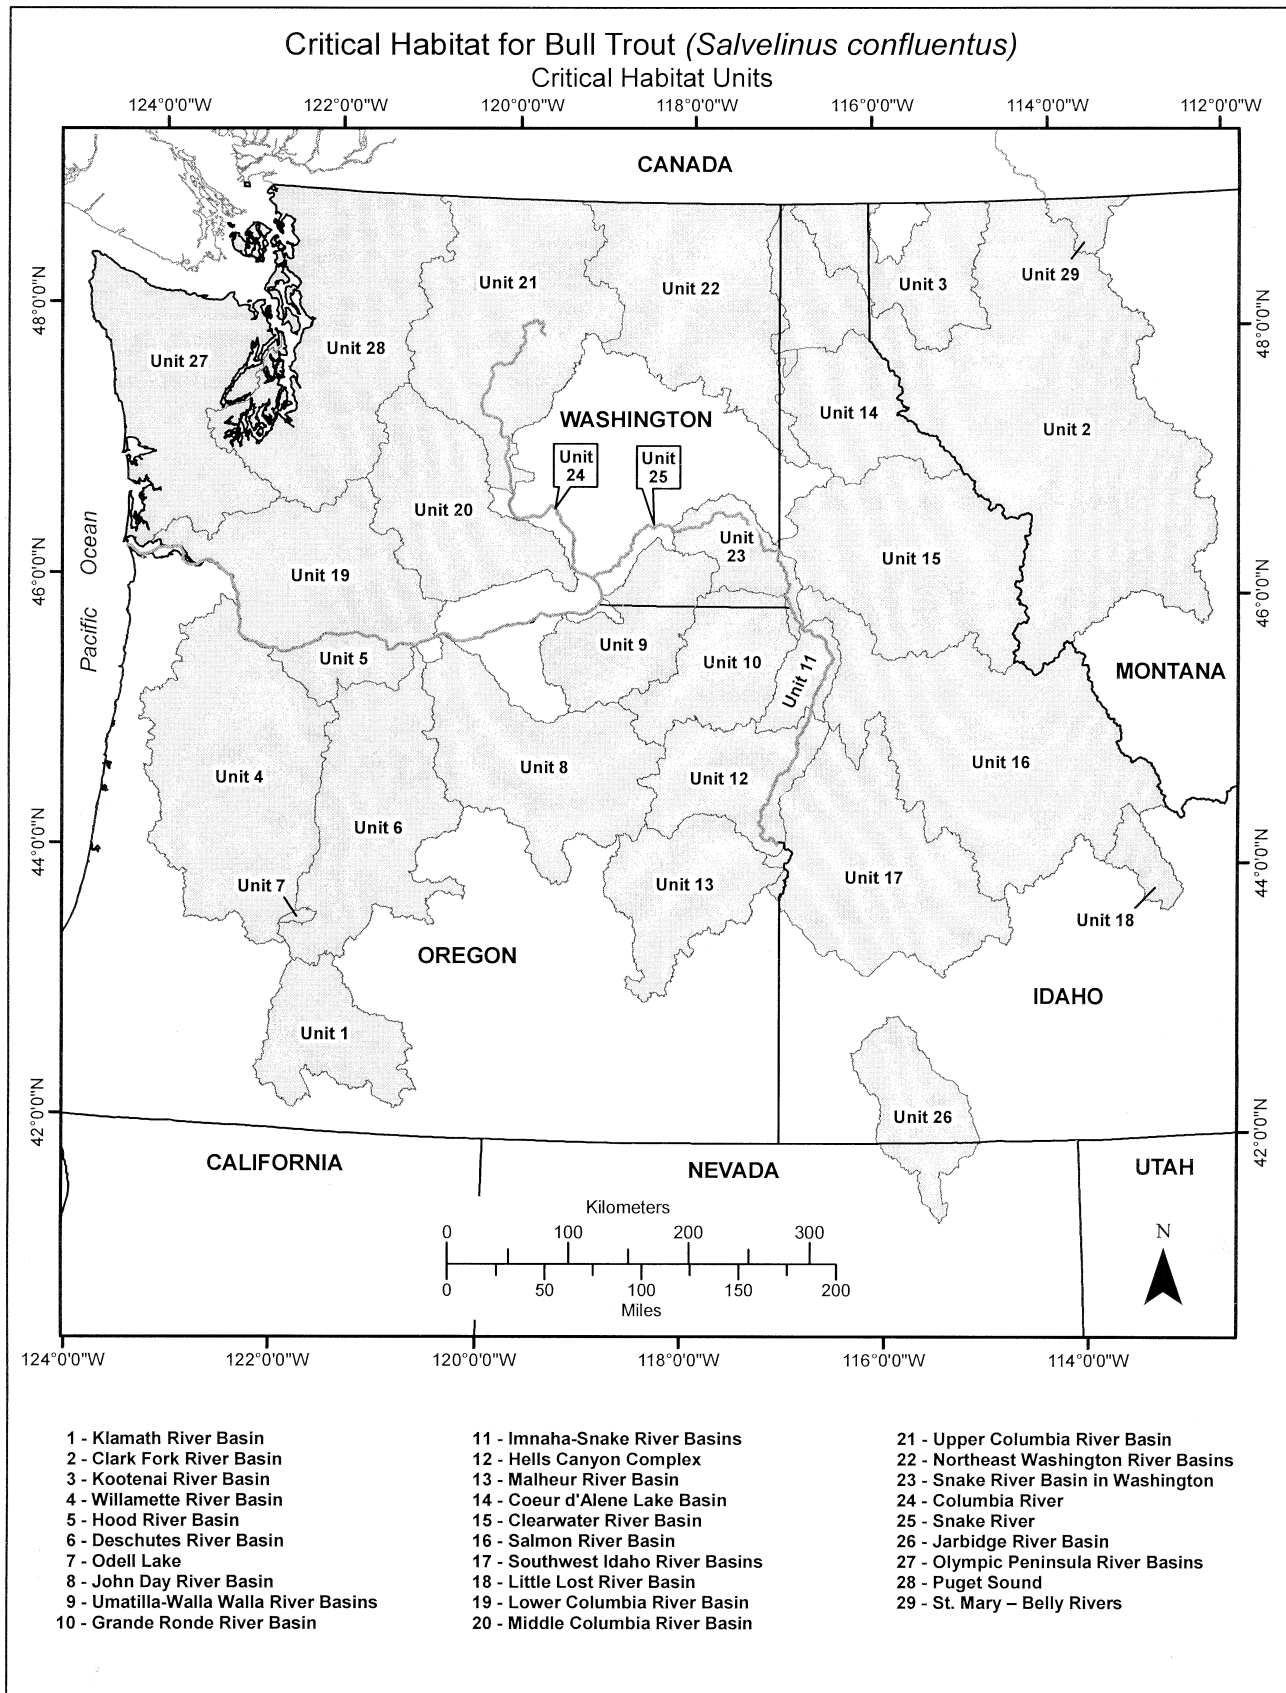 Critical Habitat for Bull Trout (Salvelinus confluentus)
Critical Habitat Units
124°0'0"W 122°0'0"W 120°0'0"W 118°0'0"W 116°0'0"W 114°0'0"W 112°0'0"W
CANADA
Unit 29
Unit 21
Unit 3
Unit 22
48°0'0"N
48°0'0"N
Unit 28
Unit 27
Unit 14
WASHINGTON
Unit 2
Unit
24
Unit
25
Unit 20
Unit
23
Pacific Ocean
46°0'0"N
Unit 15
46°0'0"N
Unit 19
Unit 9
Unit 5
Unit 10
MONTANA
Unit 11
Unit 16
Unit 8
Unit 4
Unit 12
Unit 6
44°0'0"N
44°0'0"N
Unit 17
Unit 7
Unit 13
Unit 18
OREGON
IDAHO
Unit 1
42°0'0"N
Unit 26
42°0'0"N
CALIFORNIA
NEVADA
UTAH
Kilometers
0 100 200 300
N
0 50 100 150 200
Miles
124°0'0"W 122°0'0"W 120°0'0"W 118°0'0"W 116°0'0"W 114°0'0"W
1 - Klamath River Basin
2 - Clark Fork River Basin
3 - Kootenai River Basin
4 - Willamette River Basin
5 - Hood River Basin
6 - Deschutes River Basin
7 - Odell Lake
8 - John Day River Basin
9 - Umatilla-Walla Walla River Basins
10 - Grande Ronde River Basin
11 - Imnaha-Snake River Basins
12 - Hells Canyon Complex
13 - Malheur River Basin
14 - Coeur d'Alene Lake Basin
15 - Clearwater River Basin
16 - Salmon River Basin
17 - Southwest Idaho River Basins
18 - Little Lost River Basin
19 - Lower Columbia River Basin
20 - Middle Columbia River Basin
21 - Upper Columbia River Basin
22 - Northeast Washington River Basins
23 - Snake River Basin in Washington
24 - Columbia River
25 - Snake River
26 - Jarbidge River Basin
27 - Olympic Peninsula River Basins
28 - Puget Sound
29 - St. Mary – Belly Rivers